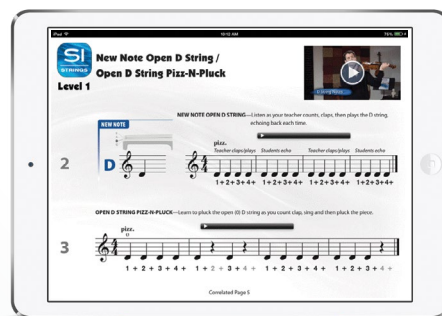 iPad
10:12 AM
76%
SI
STRINGS
Level 1
New Note Open D String /
Open D String Pizz-N-Pluck
NEW NOTE OPEN D STRING—Listen as your teacher counts, claps, then plays the D string,
echoing back each time.
NEW NOTE
D
2
pizz.
Teacher claps/plays Students echo Teacher claps/plays Students echo
4
4
1+2+3+4+ 1+2+3+4+ 1+2+3+4+ 1+2+3+4+
OPEN D STRING PIZZ-N-PLUCK—Learn to pluck the open (0) D string as you count clap, sing and then pluck the piece.
3
pizz.
0
4
4
1 + 2 + 3 + 4 + 1 + 2 + 3 + 4 + 1 + 2 + 3 + 4 + 1 + 2 + 3 + 4 +
Correlated Page 5